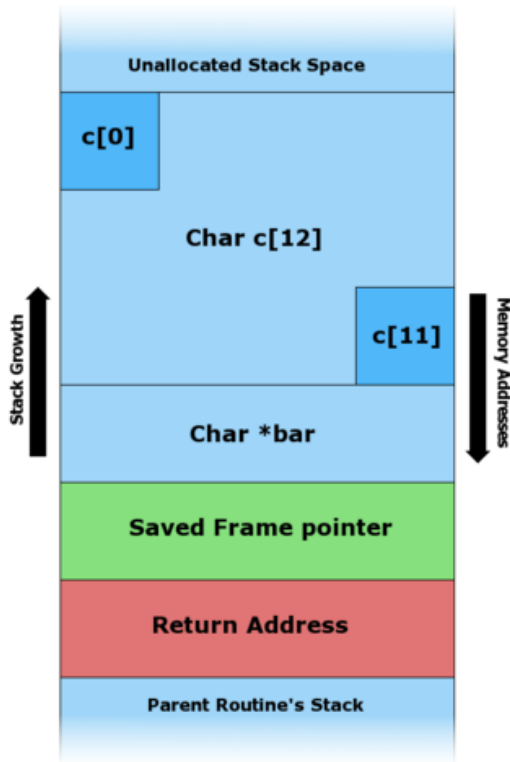 Unallocated Stack Space
c[0]
Char c[12]
c[11]
Stack Growth
Memory Addresses
Char *bar
Saved Frame pointer
Return Address
Parent Routine's Stack